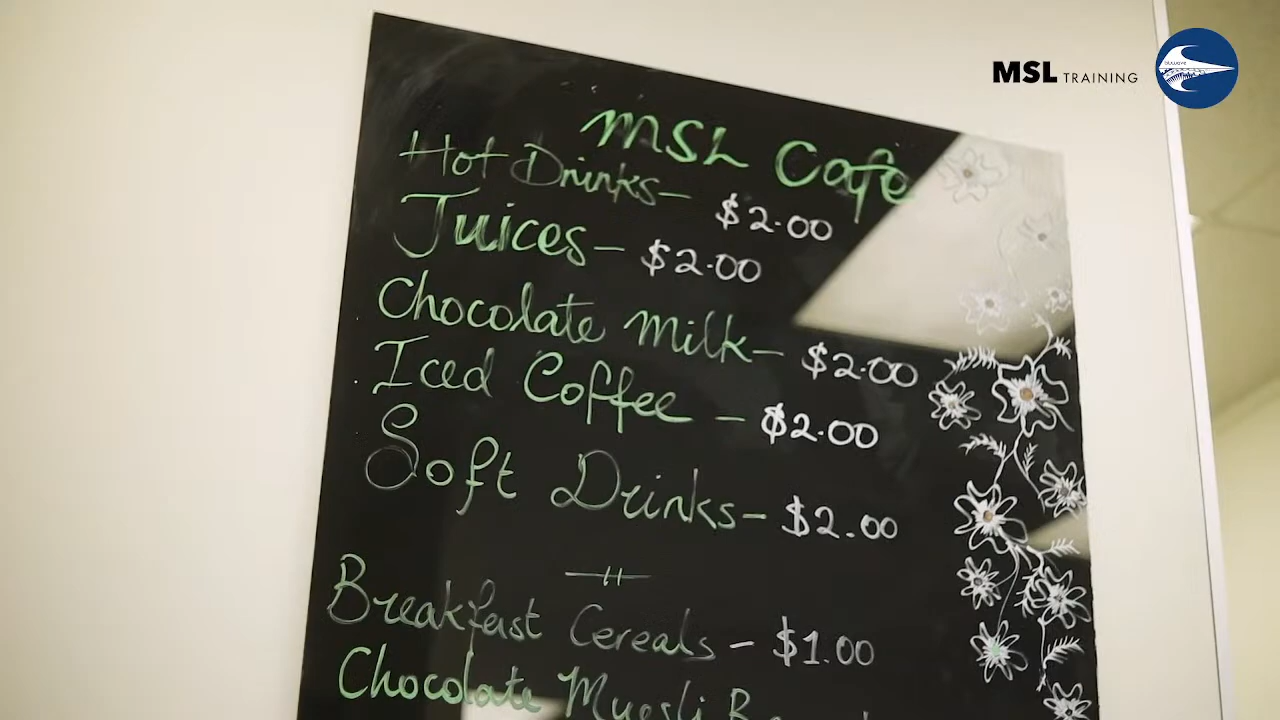 MSL TRAINING
bluwave
MSL Cafe
Hot Drinks- $2.00
Juices- $2.00
Chocolate Milk- $2.00
Iced Coffee - $2.00
Soft Drinks- $2.00
Breakfast Cereals - $1.00
Chocolate Muesli